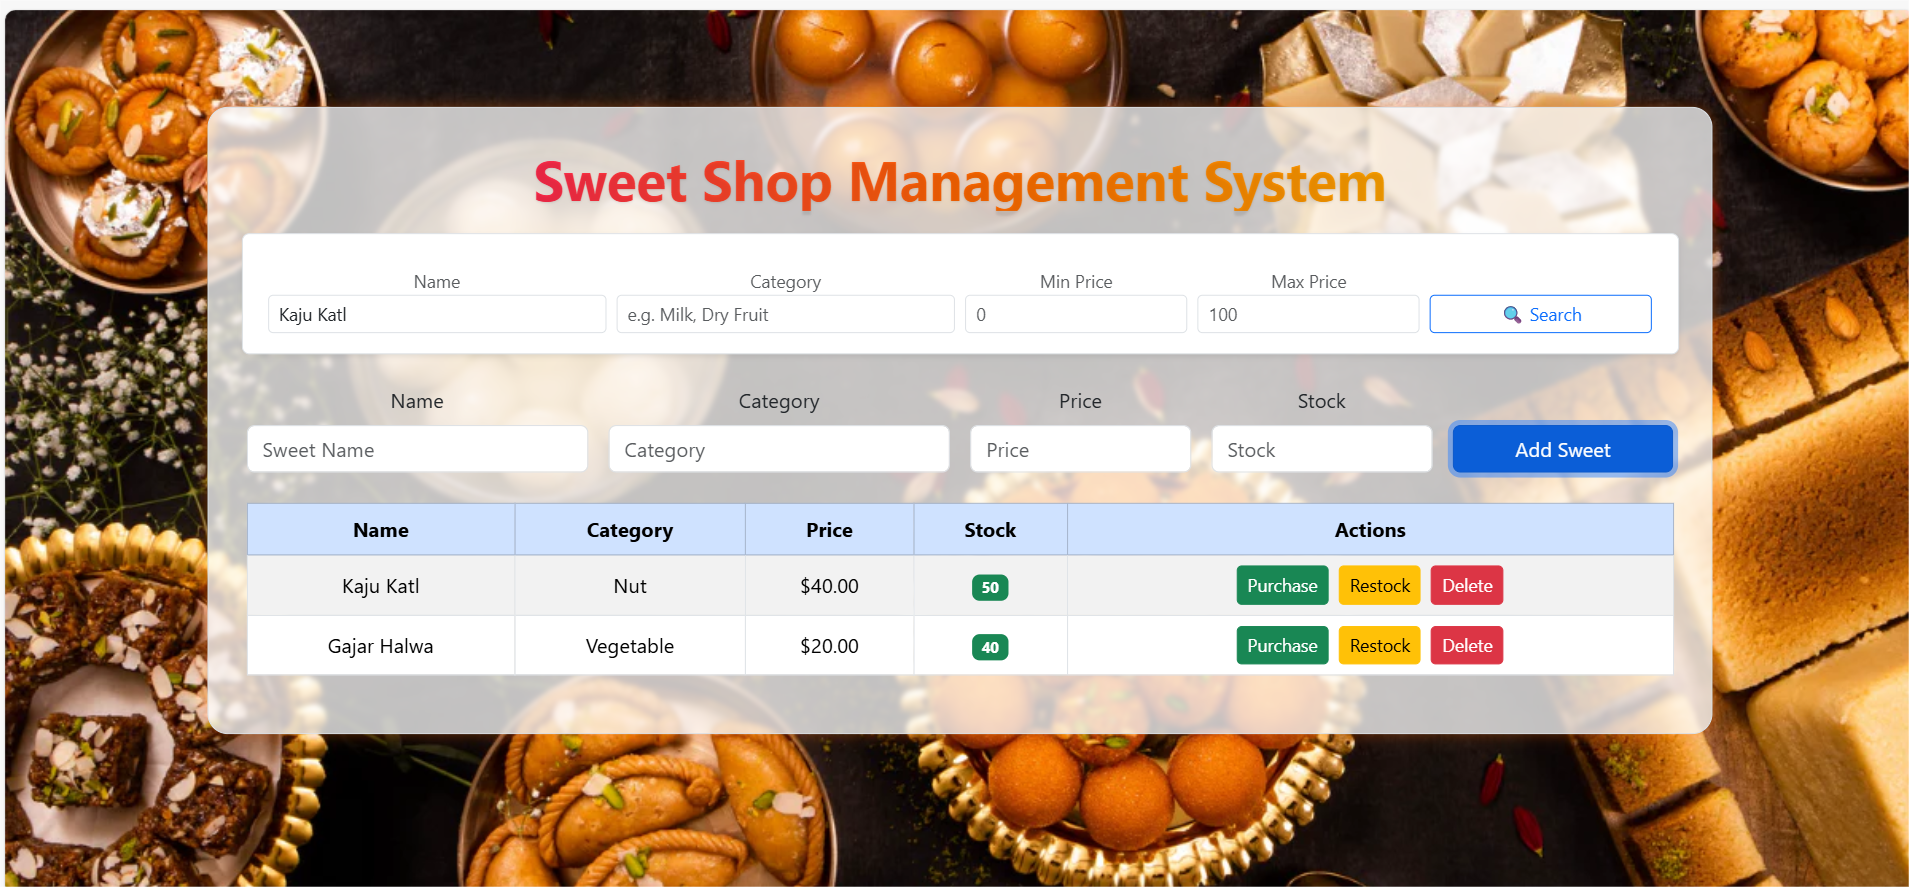 Sweet Shop Management System
Name Category Min Price Max Price
Kaju Katl e.g. Milk, Dry Fruit 0 100 Search
Name Category Price Stock
Sweet Name Category Price Stock Add Sweet
Name Category Price Stock Actions
Kaju Katl Nut $40.00 50 Purchase Restock Delete
Gajar Halwa Vegetable $20.00 40 Purchase Restock Delete